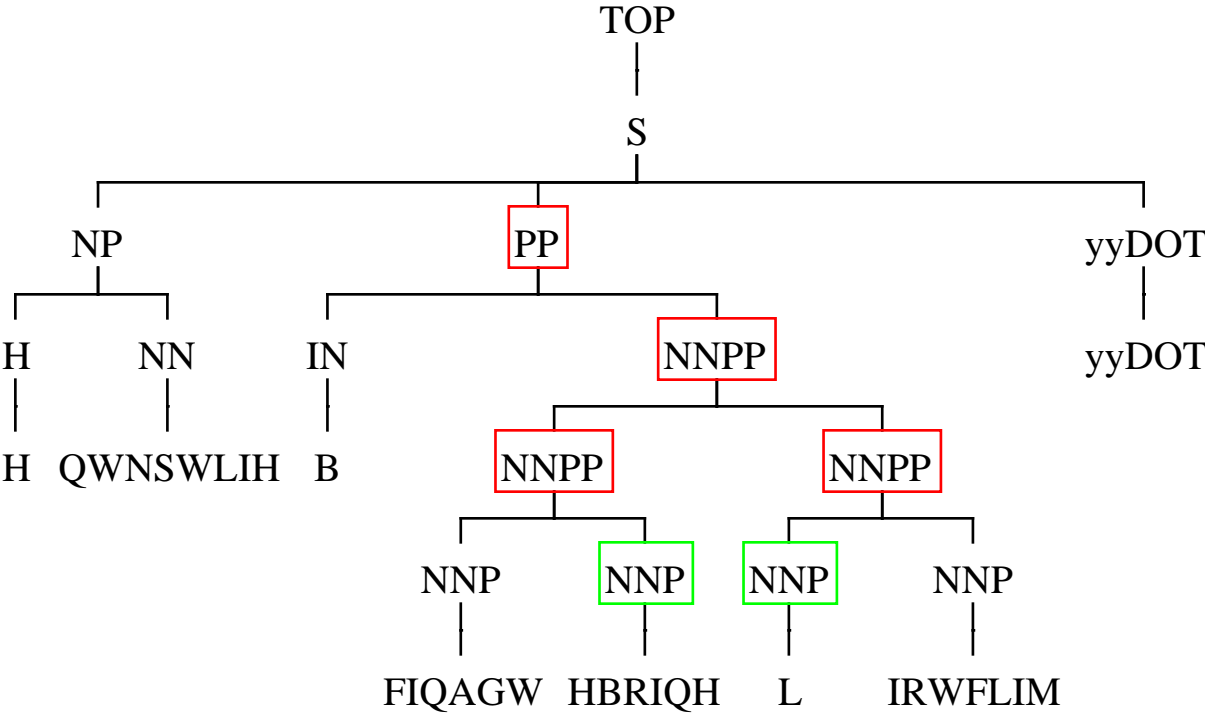 TOP
S
NP PP yyDOT
H NN IN NNPP yyDOT
H QWNSWLIH B NNPP NNPP
NNP NNP NNP NNP
FIQAGW HBRIQH L IRWFLIM